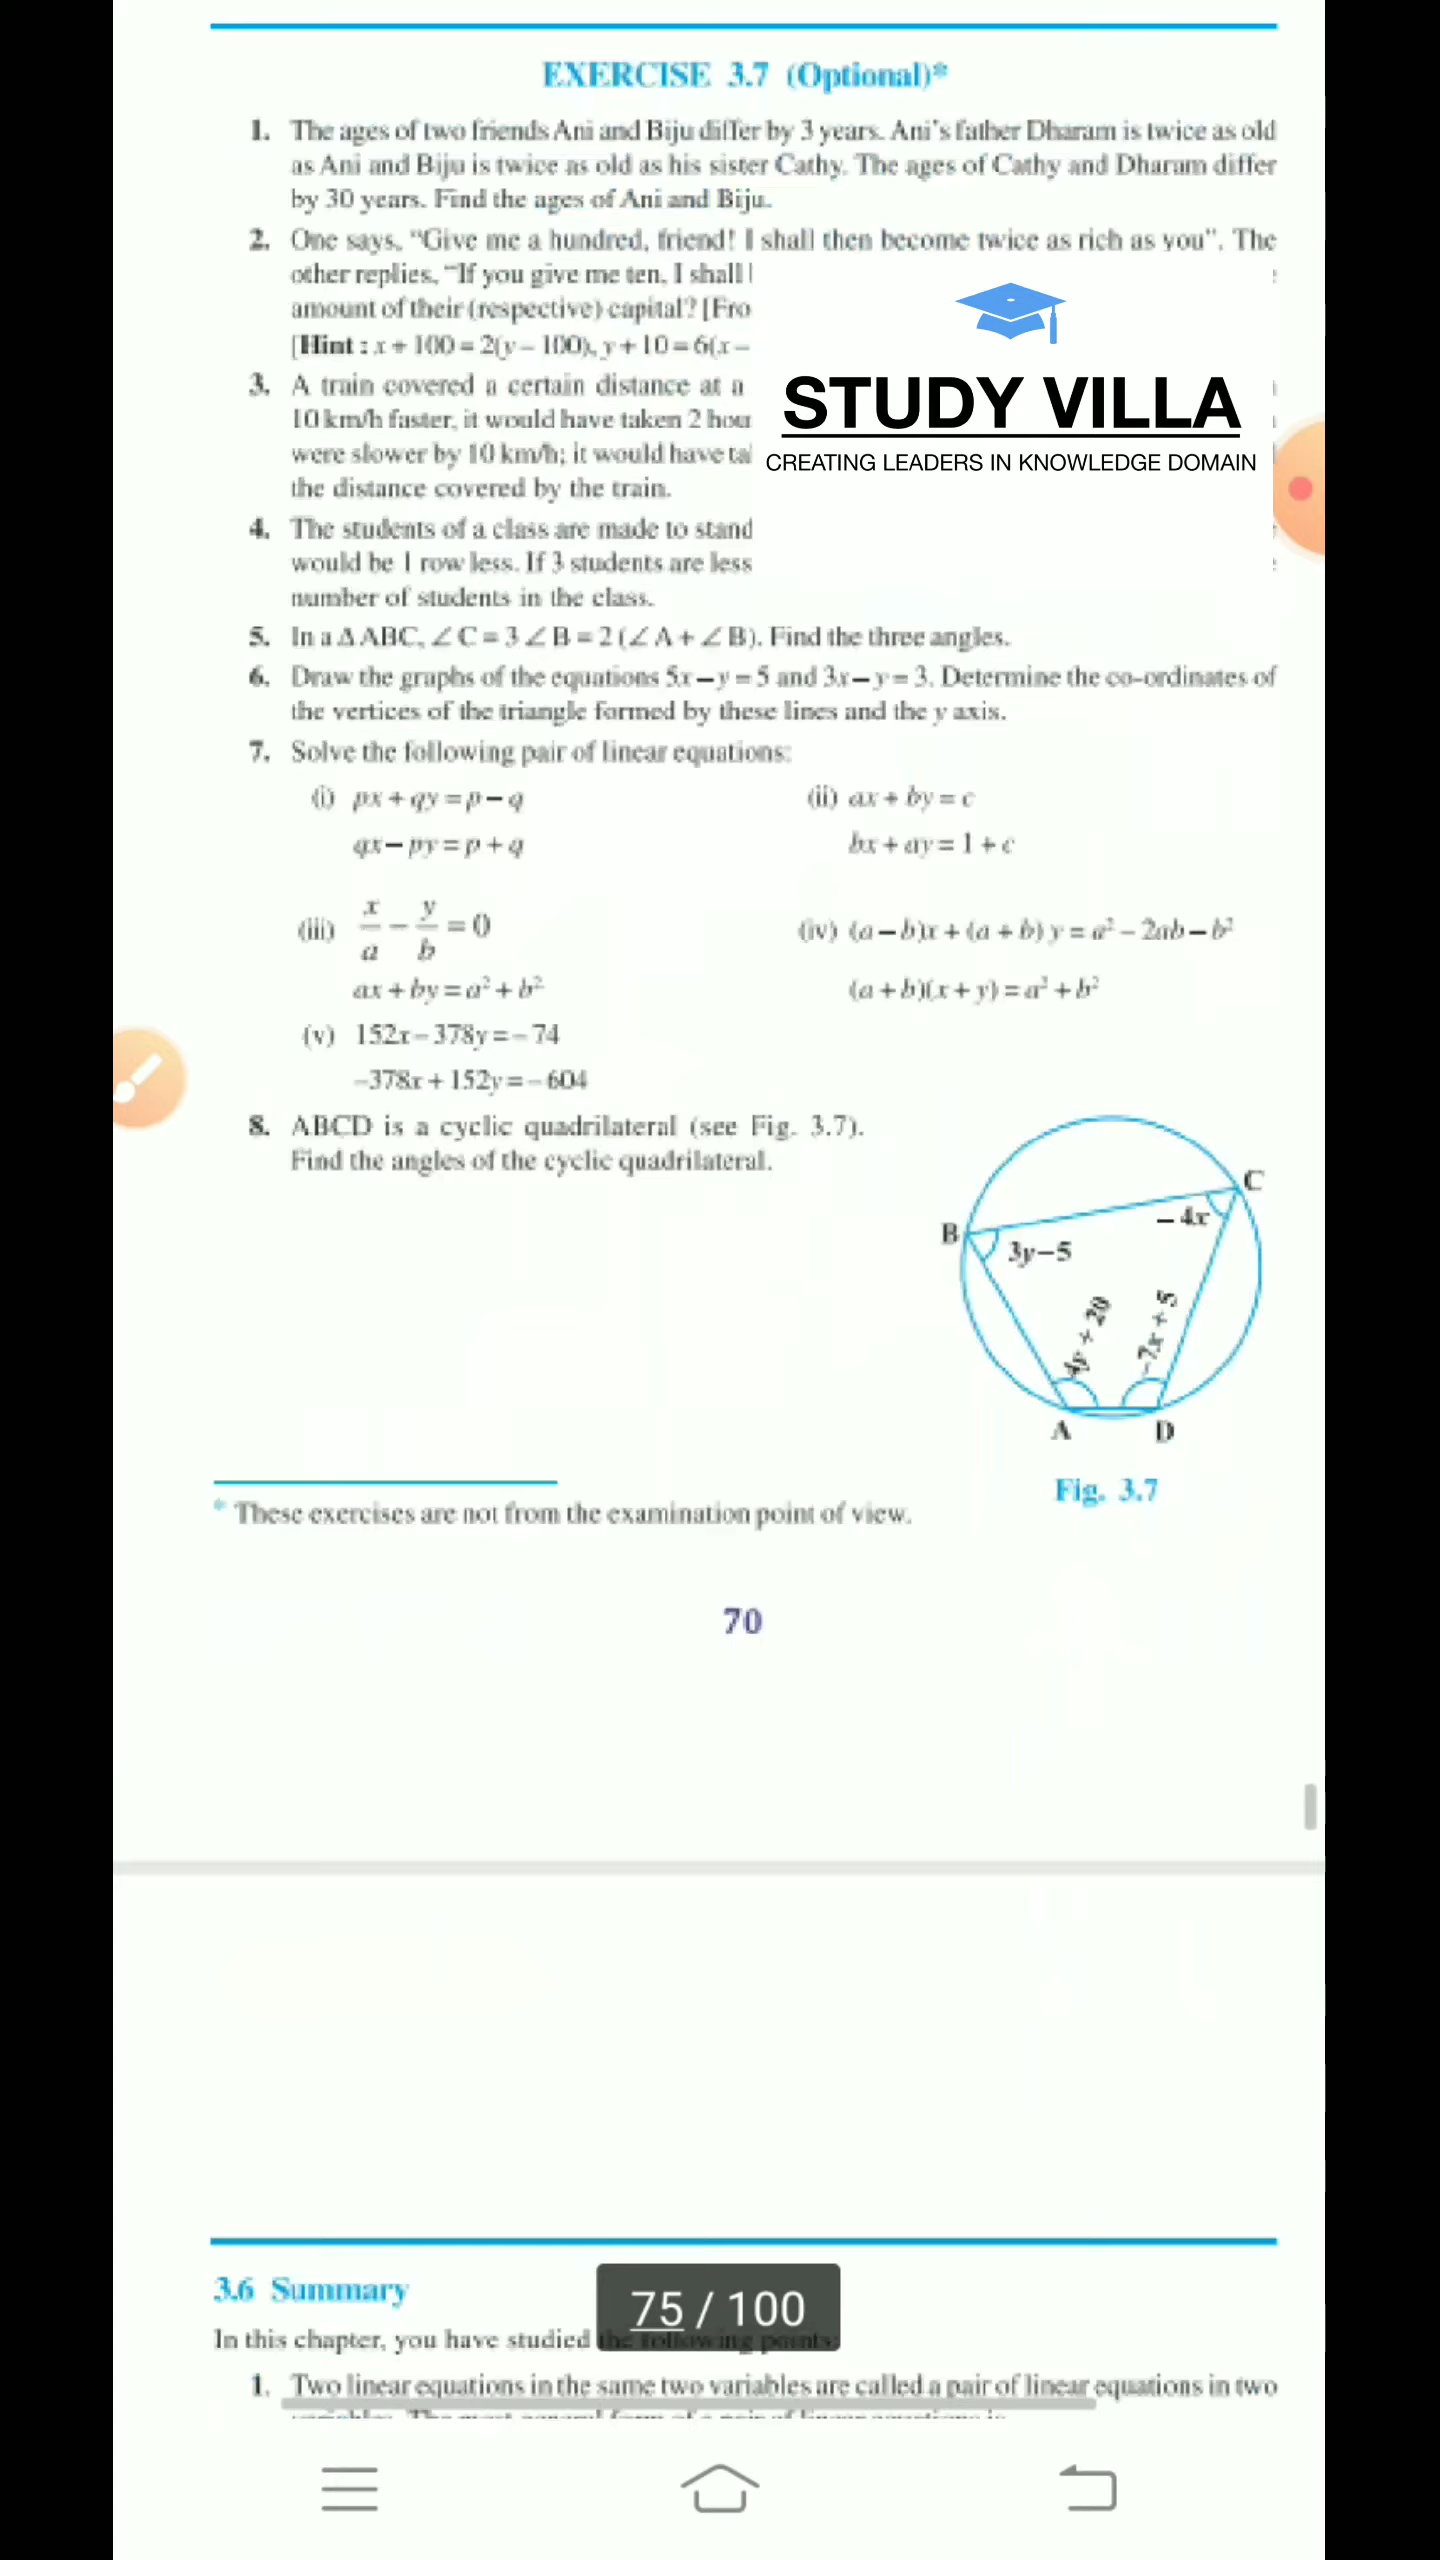 EXERCISE 3.7 (Optional)*
1. The ages of two friends Ani and Biju differ by 3 years. Ani's father Dharam is twice as old
as Ani and Biju is twice as old as his sister Cathy. The ages of Cathy and Dharam differ
by 30 years. Find the ages of Ani and Biju.
2. One says, "Give me a hundred, friend! I shall then become twice as rich as you". The
other replies, "If you give me ten, I shall
amount of their (respective) capital? [Fro
[Hint : x + 100 = 2(y – 100), y + 10 = 6(x –
3. A train covered a certain distance at a
10 km/h faster, it would have taken 2 hou
were slower by 10 km/h; it would have ta
the distance covered by the train.
4. The students of a class are made to stand
would be 1 row less. If 3 students are less
number of students in the class.
STUDY VILLA
CREATING LEADERS IN KNOWLEDGE DOMAIN
5. In a Δ ABC, ∠ C = 3 ∠ B = 2 (∠ A + ∠ B). Find the three angles.
6. Draw the graphs of the equations 5x – y = 5 and 3x – y = 3. Determine the co-ordinates of
the vertices of the triangle formed by these lines and the y axis.
7. Solve the following pair of linear equations:
(i) px + qy = p – q
qx – py = p + q
(ii) ax + by = c
bx + ay = 1 + c
(iii) x/a – y/b = 0
ax + by = a² + b²
(iv) (a – b)x + (a + b) y = a² – 2ab – b²
(a + b)(x + y) = a² + b²
(v) 152x – 378y = – 74
–378x + 152y = – 604
8. ABCD is a cyclic quadrilateral (see Fig. 3.7).
Find the angles of the cyclic quadrilateral.
C
– 4x
B
3y – 5
4y + 20
–7x + 5
A
D
Fig. 3.7
* These exercises are not from the examination point of view.
70
3.6 Summary
75 / 100
In this chapter, you have studied the following points:
1. Two linear equations in the same two variables are called a pair of linear equations in two